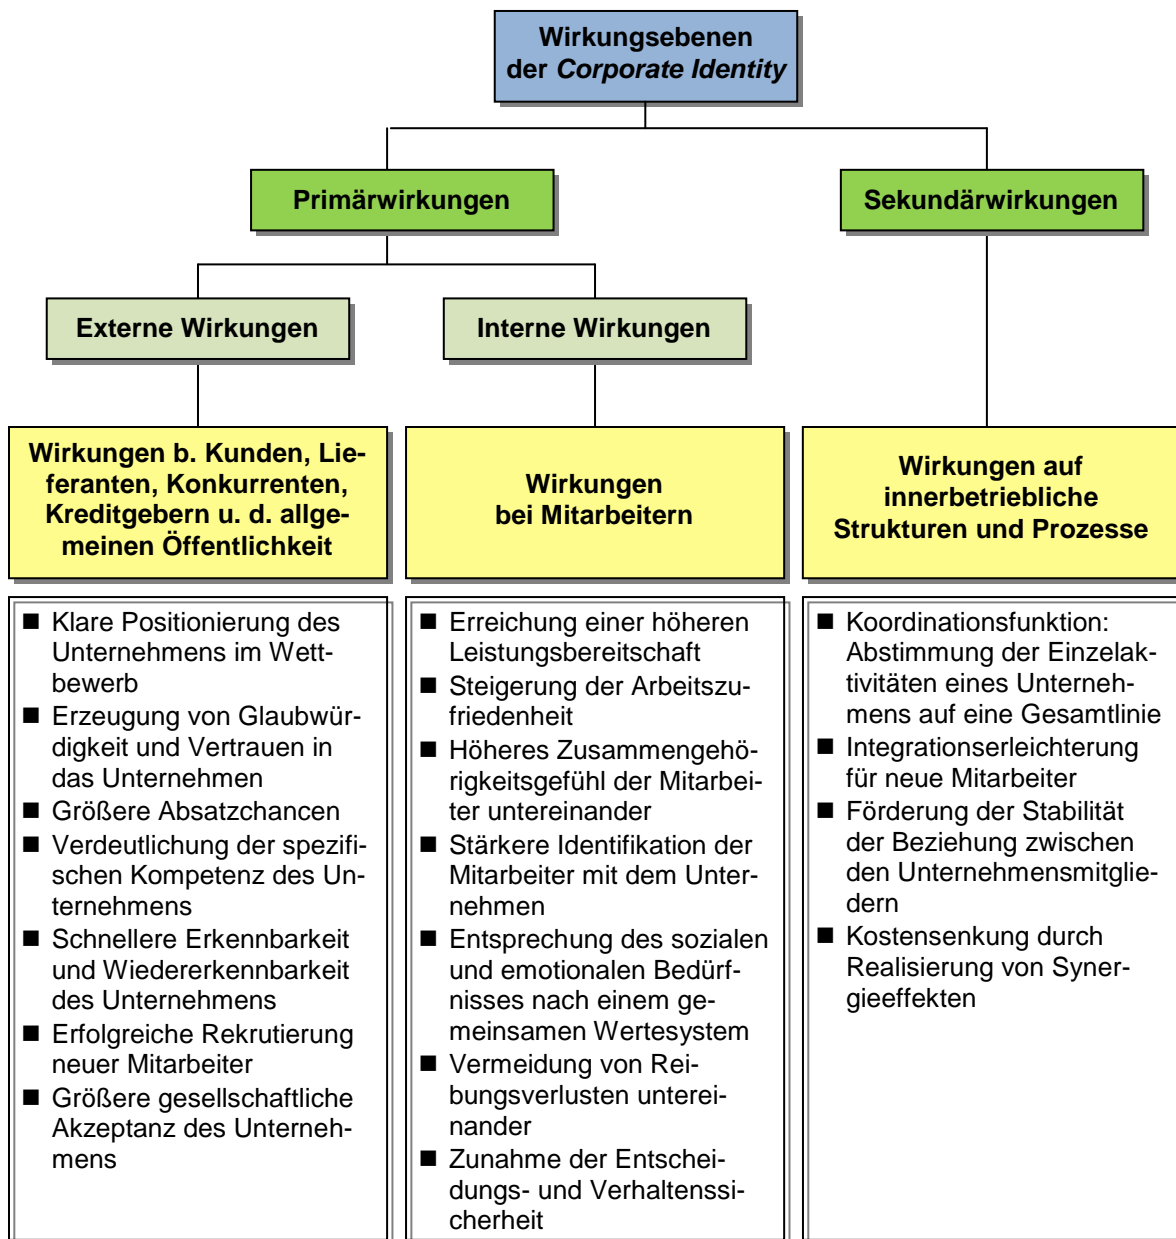 Wirkungsebenen
der Corporate Identity
Primärwirkungen
Sekundärwirkungen
Externe Wirkungen
Interne Wirkungen
Wirkungen b. Kunden, Lie-
feranten, Konkurrenten,
Kreditgebern u. d. allge-
meinen Öffentlichkeit
Wirkungen
bei Mitarbeitern
Wirkungen auf
innerbetriebliche
Strukturen und Prozesse
■ Klare Positionierung des
Unternehmens im Wett-
bewerb
■ Erzeugung von Glaubwür-
digkeit und Vertrauen in
das Unternehmen
■ Größere Absatzchancen
■ Verdeutlichung der spezifi-
schen Kompetenz des Un-
ternehmens
■ Schnellere Erkennbarkeit
und Wiedererkennbarkeit
des Unternehmens
■ Erfolgreiche Rekrutierung
neuer Mitarbeiter
■ Größere gesellschaftliche
Akzeptanz des Unterneh-
mens
■ Erreichung einer höheren
Leistungsbereitschaft
■ Steigerung der Arbeitszu-
friedenheit
■ Höheres Zusammengehö-
rigkeitsgefühl der Mitarbei-
ter untereinander
■ Stärkere Identifikation der
Mitarbeiter mit dem Unter-
nehmen
■ Entsprechung des sozialen
und emotionalen Bedürf-
nisses nach einem ge-
meinsamen Wertesystem
■ Vermeidung von Rei-
bungsverlusten unterei-
nander
■ Zunahme der Entschei-
dungs- und Verhaltenssi-
cherheit
■ Koordinationsfunktion:
Abstimmung der Einzelak-
tivitäten eines Unterneh-
mens auf eine Gesamtlinie
■ Integrationserleichterung
für neue Mitarbeiter
■ Förderung der Stabilität
der Beziehung zwischen
den Unternehmensmitglie-
dern
■ Kostensenkung durch
Realisierung von Syner-
gieeffekten